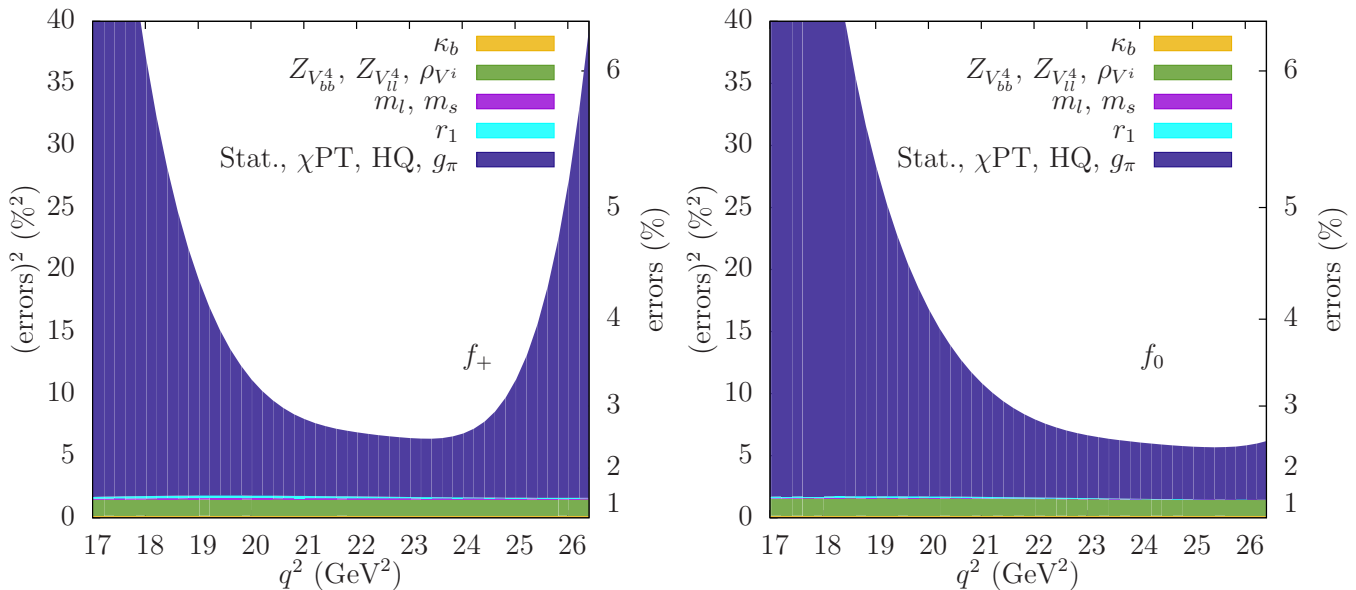 40
35
30
25
20
15
10
5
0
(errors)² (%²)
κ_b
Z_{V^4_{bb}}, Z_{V^4_{ll}}, ρ_{V^i}
m_l, m_s
r_1
Stat., χPT, HQ, g_π
f_+
6
5
4
3
2
1
errors (%)
17 18 19 20 21 22 23 24 25 26
q² (GeV²)
40
35
30
25
20
15
10
5
0
(errors)² (%²)
κ_b
Z_{V^4_{bb}}, Z_{V^4_{ll}}, ρ_{V^i}
m_l, m_s
r_1
Stat., χPT, HQ, g_π
f_0
6
5
4
3
2
1
errors (%)
17 18 19 20 21 22 23 24 25 26
q² (GeV²)